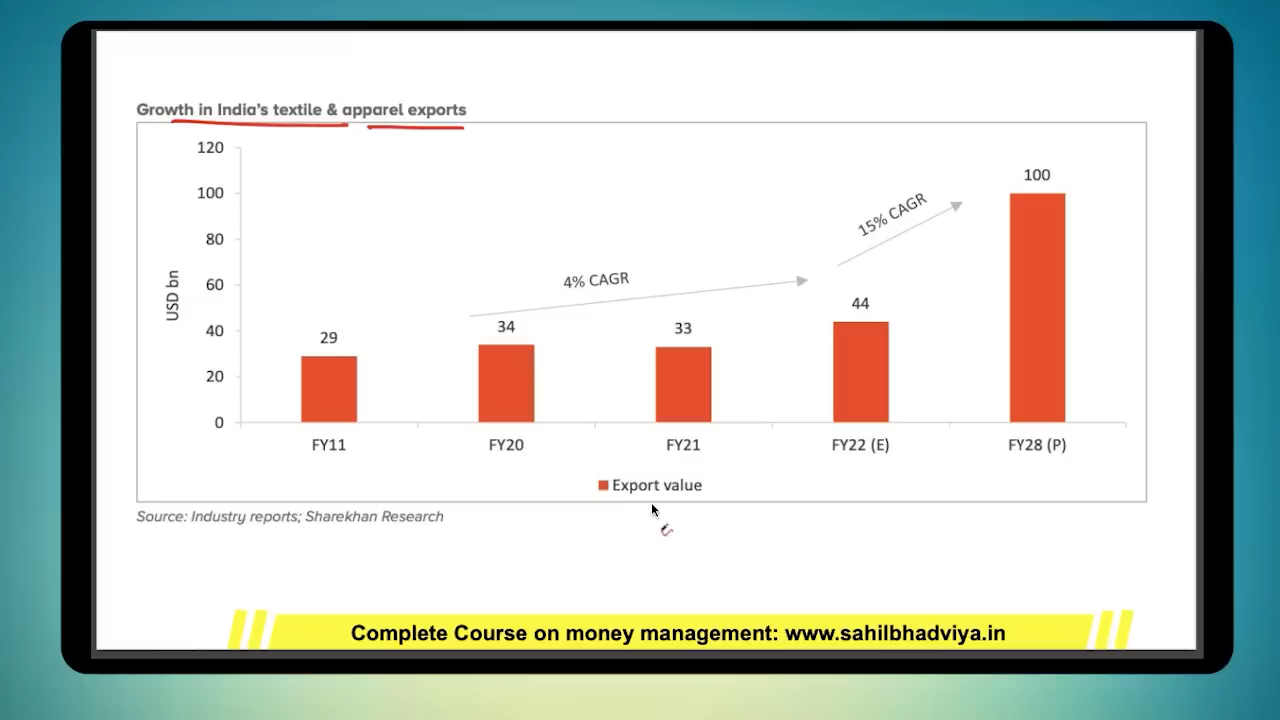 Growth in India's textile & apparel exports
120
100
80
60
40
20
0
USD bn
29
34
33
44
100
4% CAGR
15% CAGR
FY11
FY20
FY21
FY22 (E)
FY28 (P)
Export value
Source: Industry reports; Sharekhan Research
Complete Course on money management: www.sahilbhadviya.in